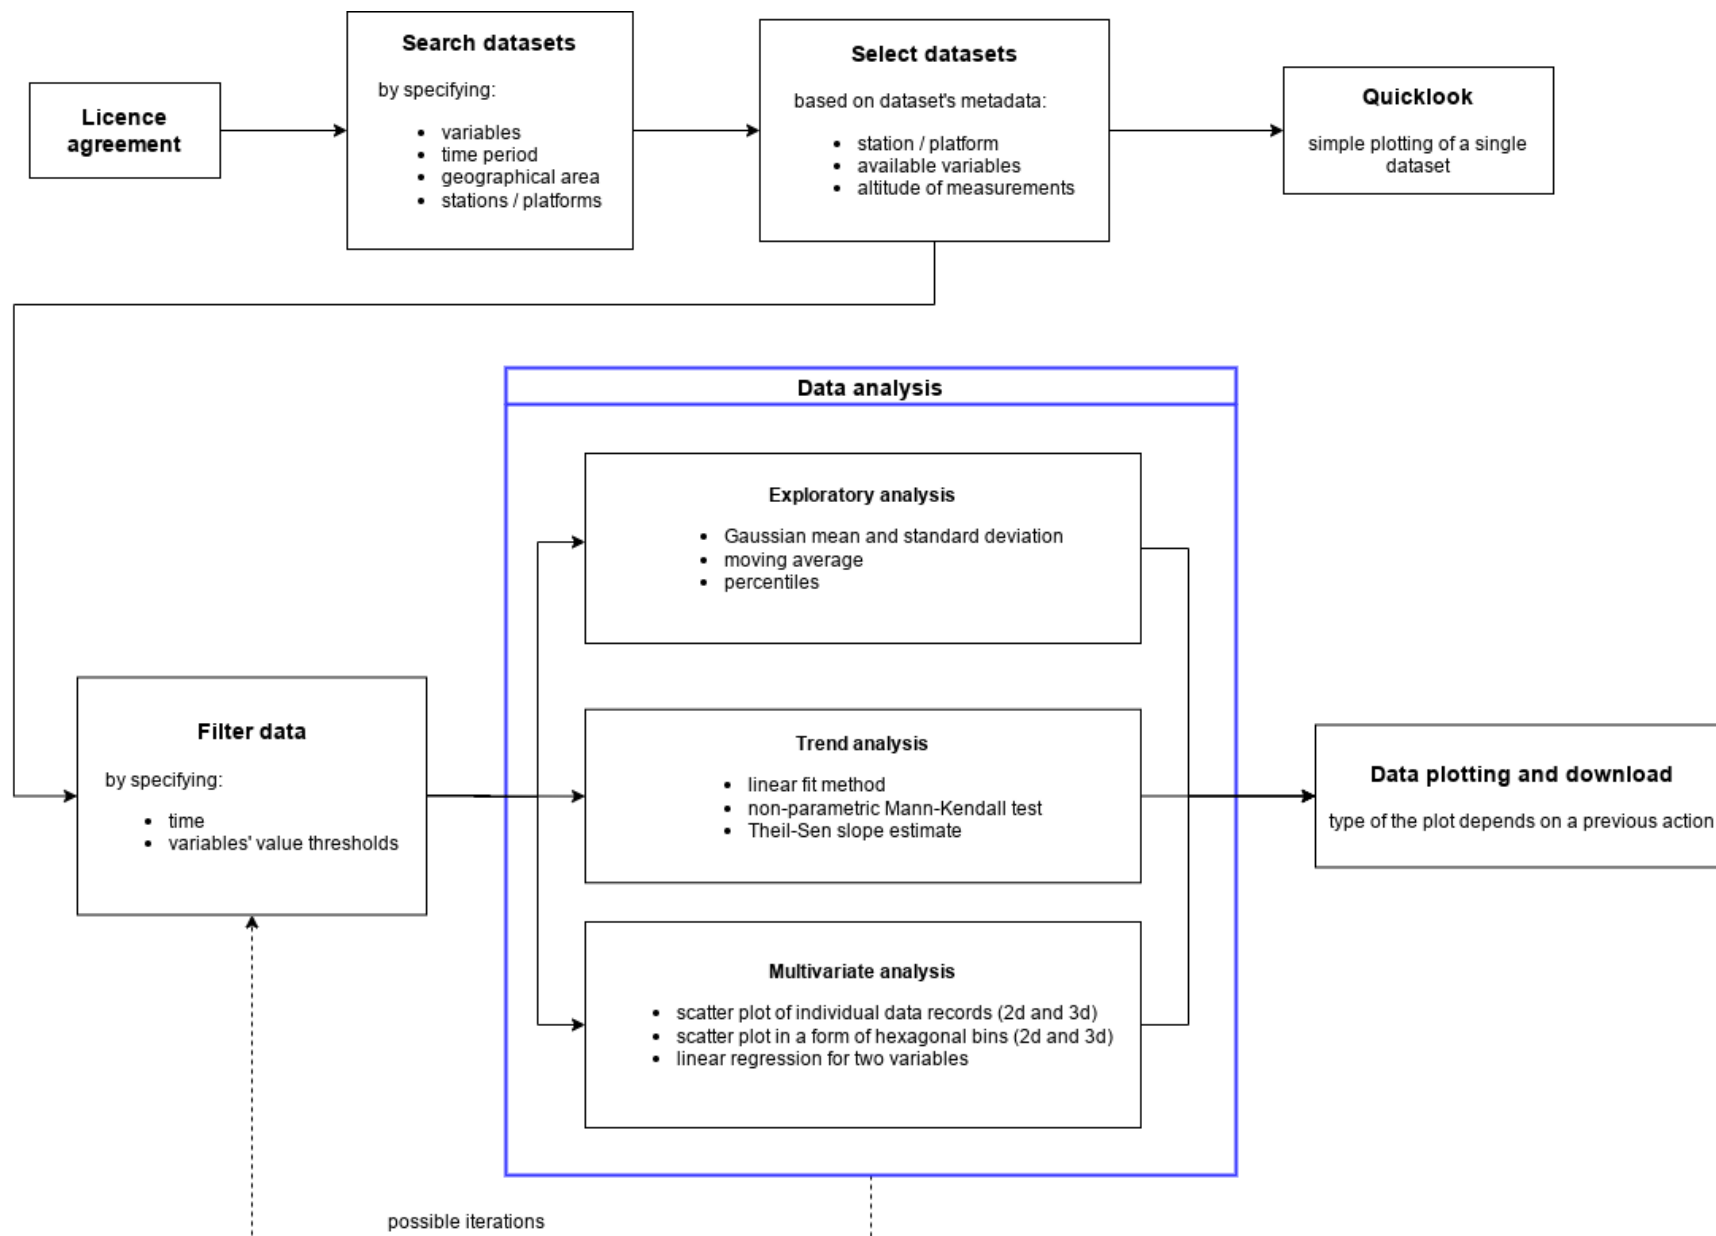 Licence
agreement
Search datasets
by specifying:
variables
time period
geographical area
stations / platforms
Select datasets
based on dataset's metadata:
station / platform
available variables
altitude of measurements
Quicklook
simple plotting of a single
dataset
Data analysis
Exploratory analysis
Gaussian mean and standard deviation
moving average
percentiles
Filter data
by specifying:
time
variables' value thresholds
Trend analysis
linear fit method
non-parametric Mann-Kendall test
Theil-Sen slope estimate
Data plotting and download
type of the plot depends on a previous action
Multivariate analysis
scatter plot of individual data records (2d and 3d)
scatter plot in a form of hexagonal bins (2d and 3d)
linear regression for two variables
possible iterations